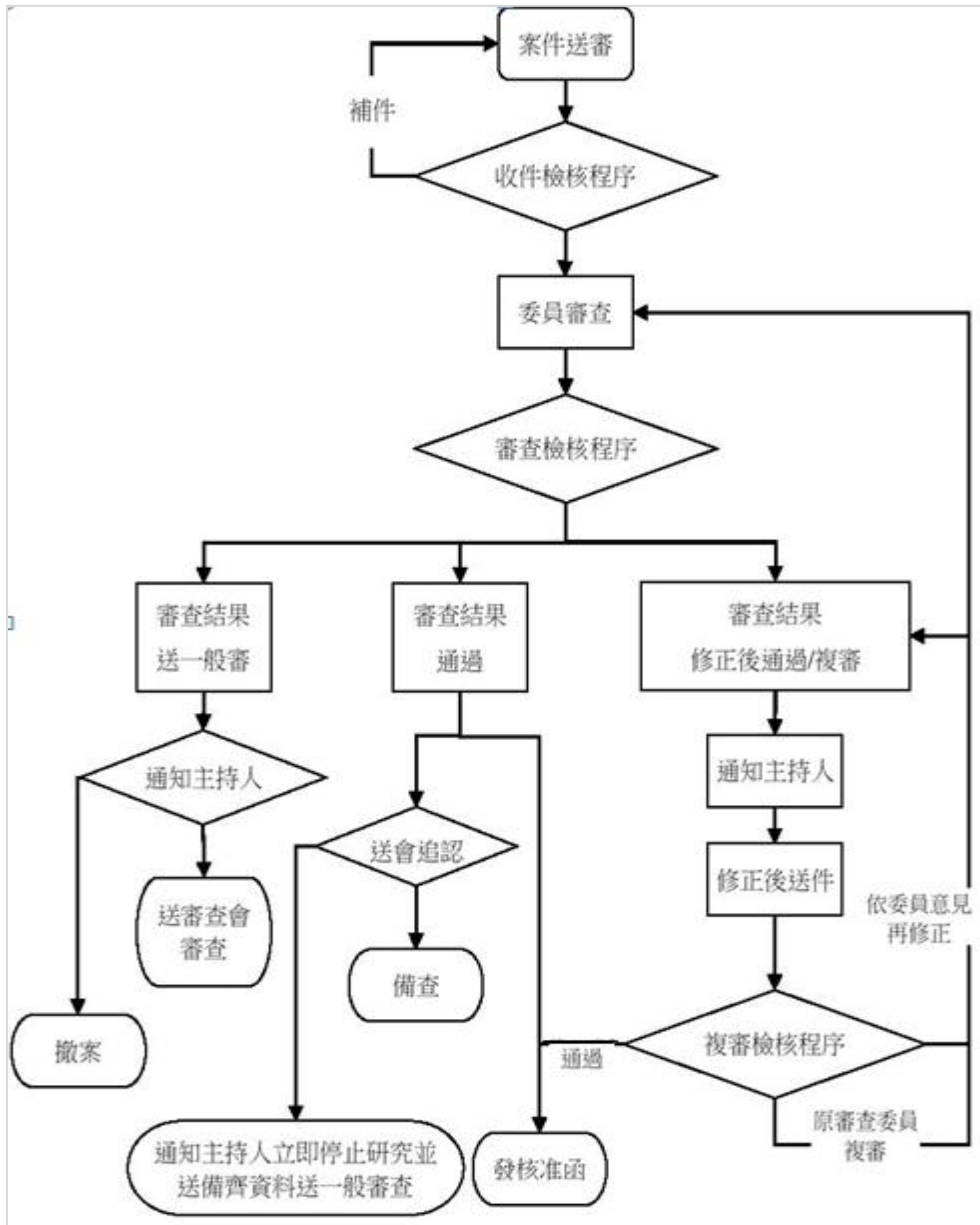 案件送審
補件
收件檢核程序
委員審查
審查檢核程序
審查結果
送一般審
審查結果
通過
審查結果
修正後通過/複審
通知主持人
通知主持人
送會追認
修正後送件
送審查會
審查
依委員意見
再修正
備查
撤案
通過
複審檢核程序
原審查委員
複審
通知主持人立即停止研究並
送備齊資料送一般審查
發核准函